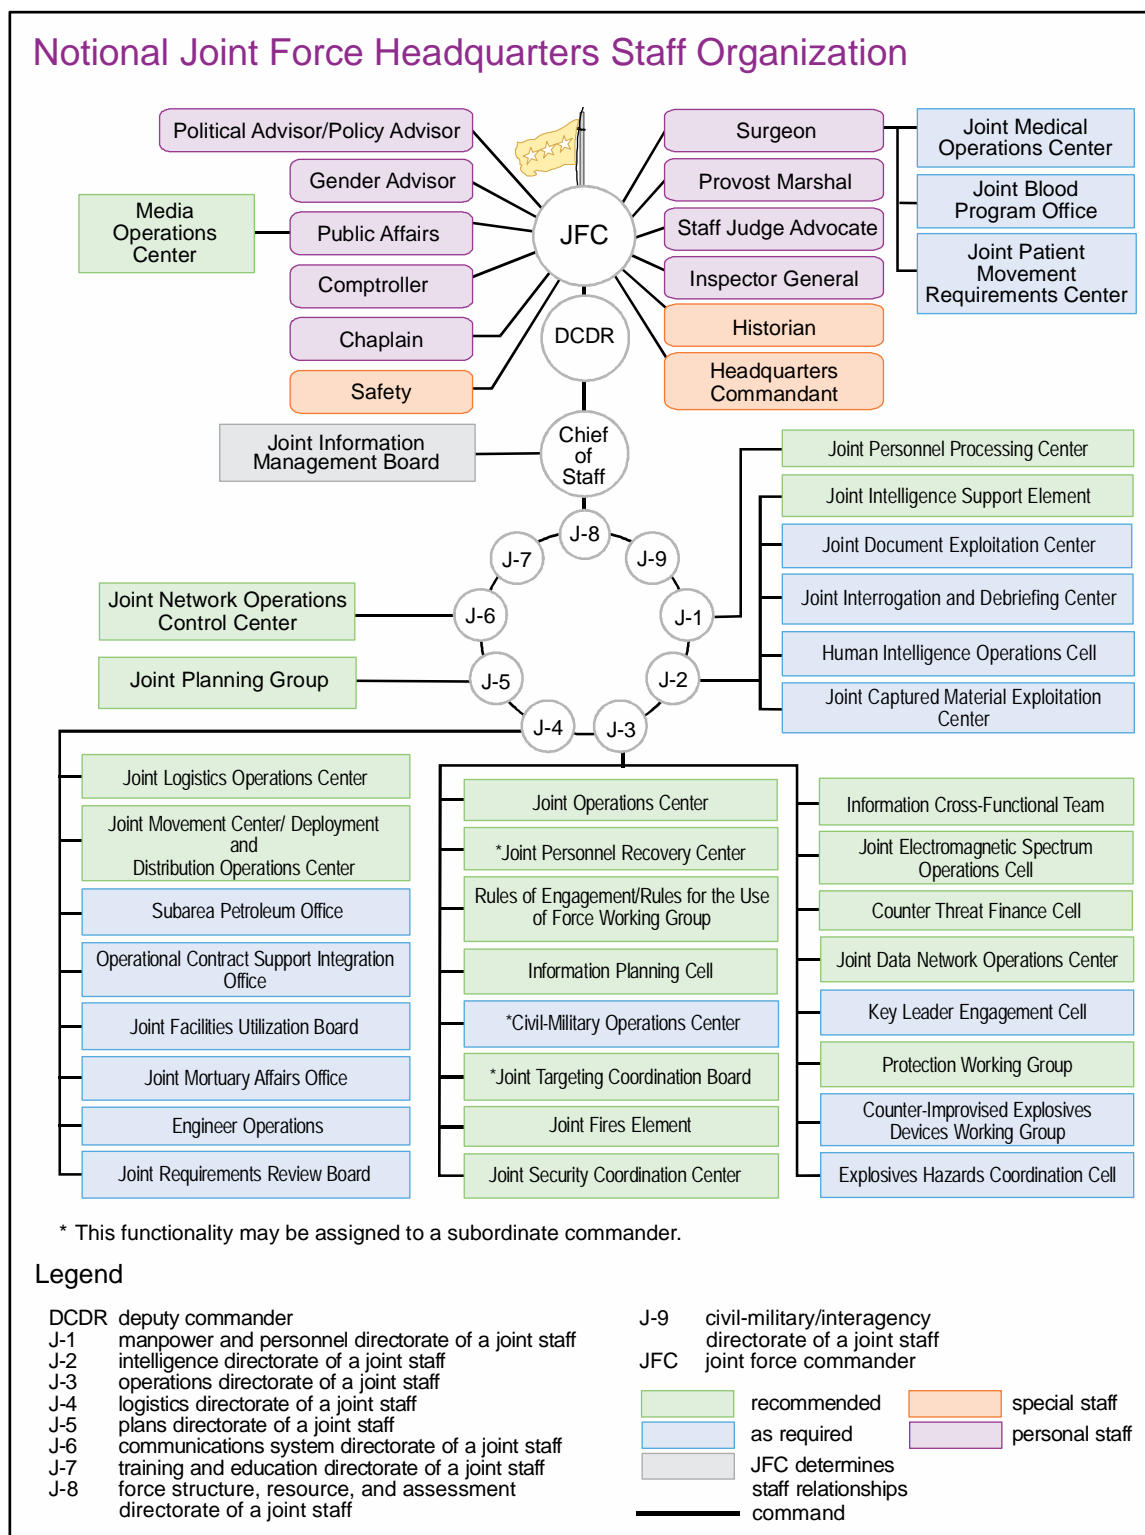 Notional Joint Force Headquarters Staff Organization
Political Advisor/Policy Advisor
Gender Advisor
Public Affairs
Comptroller
Chaplain
Safety
Media
Operations
Center
JFC
DCDR
Chief
of
Staff
Surgeon
Provost Marshal
Staff Judge Advocate
Inspector General
Historian
Headquarters
Commandant
Joint Medical
Operations Center
Joint Blood
Program Office
Joint Patient
Movement
Requirements Center
Joint Information
Management Board
J-8
J-9
J-1
J-2
J-3
J-4
J-5
J-6
J-7
Joint Personnel Processing Center
Joint Intelligence Support Element
Joint Document Exploitation Center
Joint Interrogation and Debriefing Center
Human Intelligence Operations Cell
Joint Captured Material Exploitation
Center
Joint Network Operations
Control Center
Joint Planning Group
Joint Logistics Operations Center
Joint Movement Center/ Deployment
and
Distribution Operations Center
Subarea Petroleum Office
Operational Contract Support Integration
Office
Joint Facilities Utilization Board
Joint Mortuary Affairs Office
Engineer Operations
Joint Requirements Review Board
Joint Operations Center
*Joint Personnel Recovery Center
Rules of Engagement/Rules for the Use
of Force Working Group
Information Planning Cell
*Civil-Military Operations Center
*Joint Targeting Coordination Board
Joint Fires Element
Joint Security Coordination Center
Information Cross-Functional Team
Joint Electromagnetic Spectrum
Operations Cell
Counter Threat Finance Cell
Joint Data Network Operations Center
Key Leader Engagement Cell
Protection Working Group
Counter-Improvised Explosives
Devices Working Group
Explosives Hazards Coordination Cell
* This functionality may be assigned to a subordinate commander.
Legend
DCDR deputy commander
J-1 manpower and personnel directorate of a joint staff
J-2 intelligence directorate of a joint staff
J-3 operations directorate of a joint staff
J-4 logistics directorate of a joint staff
J-5 plans directorate of a joint staff
J-6 communications system directorate of a joint staff
J-7 training and education directorate of a joint staff
J-8 force structure, resource, and assessment
directorate of a joint staff
J-9 civil-military/interagency
directorate of a joint staff
JFC joint force commander
recommended
as required
JFC determines
staff relationships
command
special staff
personal staff